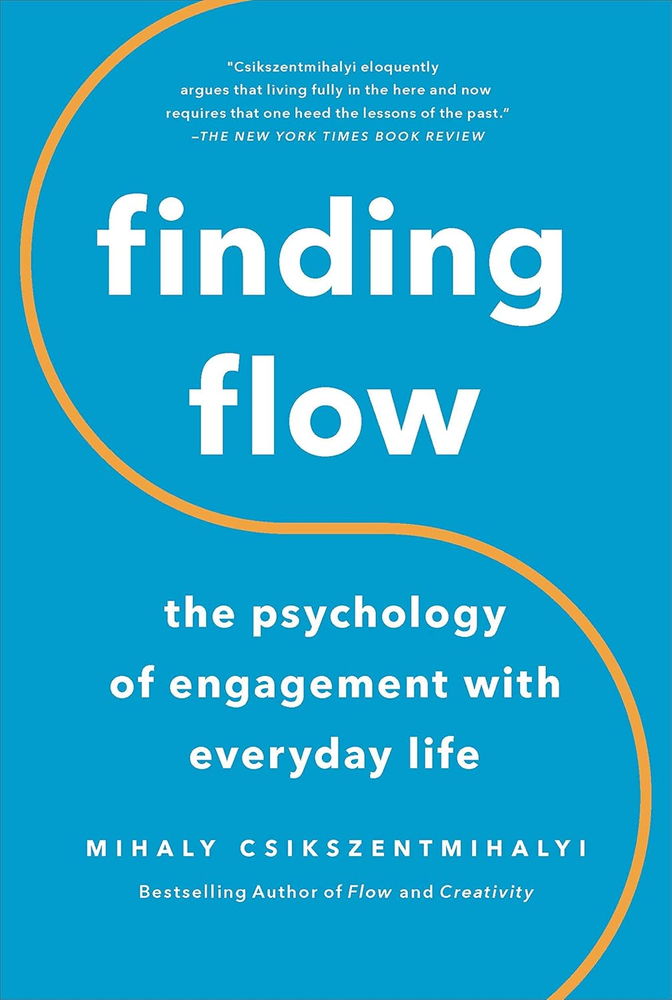 "Csikszentmihalyi eloquently
argues that living fully in the here and now
requires that one heed the lessons of the past.”
–THE NEW YORK TIMES BOOK REVIEW
finding
flow
the psychology
of engagement with
everyday life
MIHALY CSIKSZENTMIHALYI
Bestselling Author of Flow and Creativity